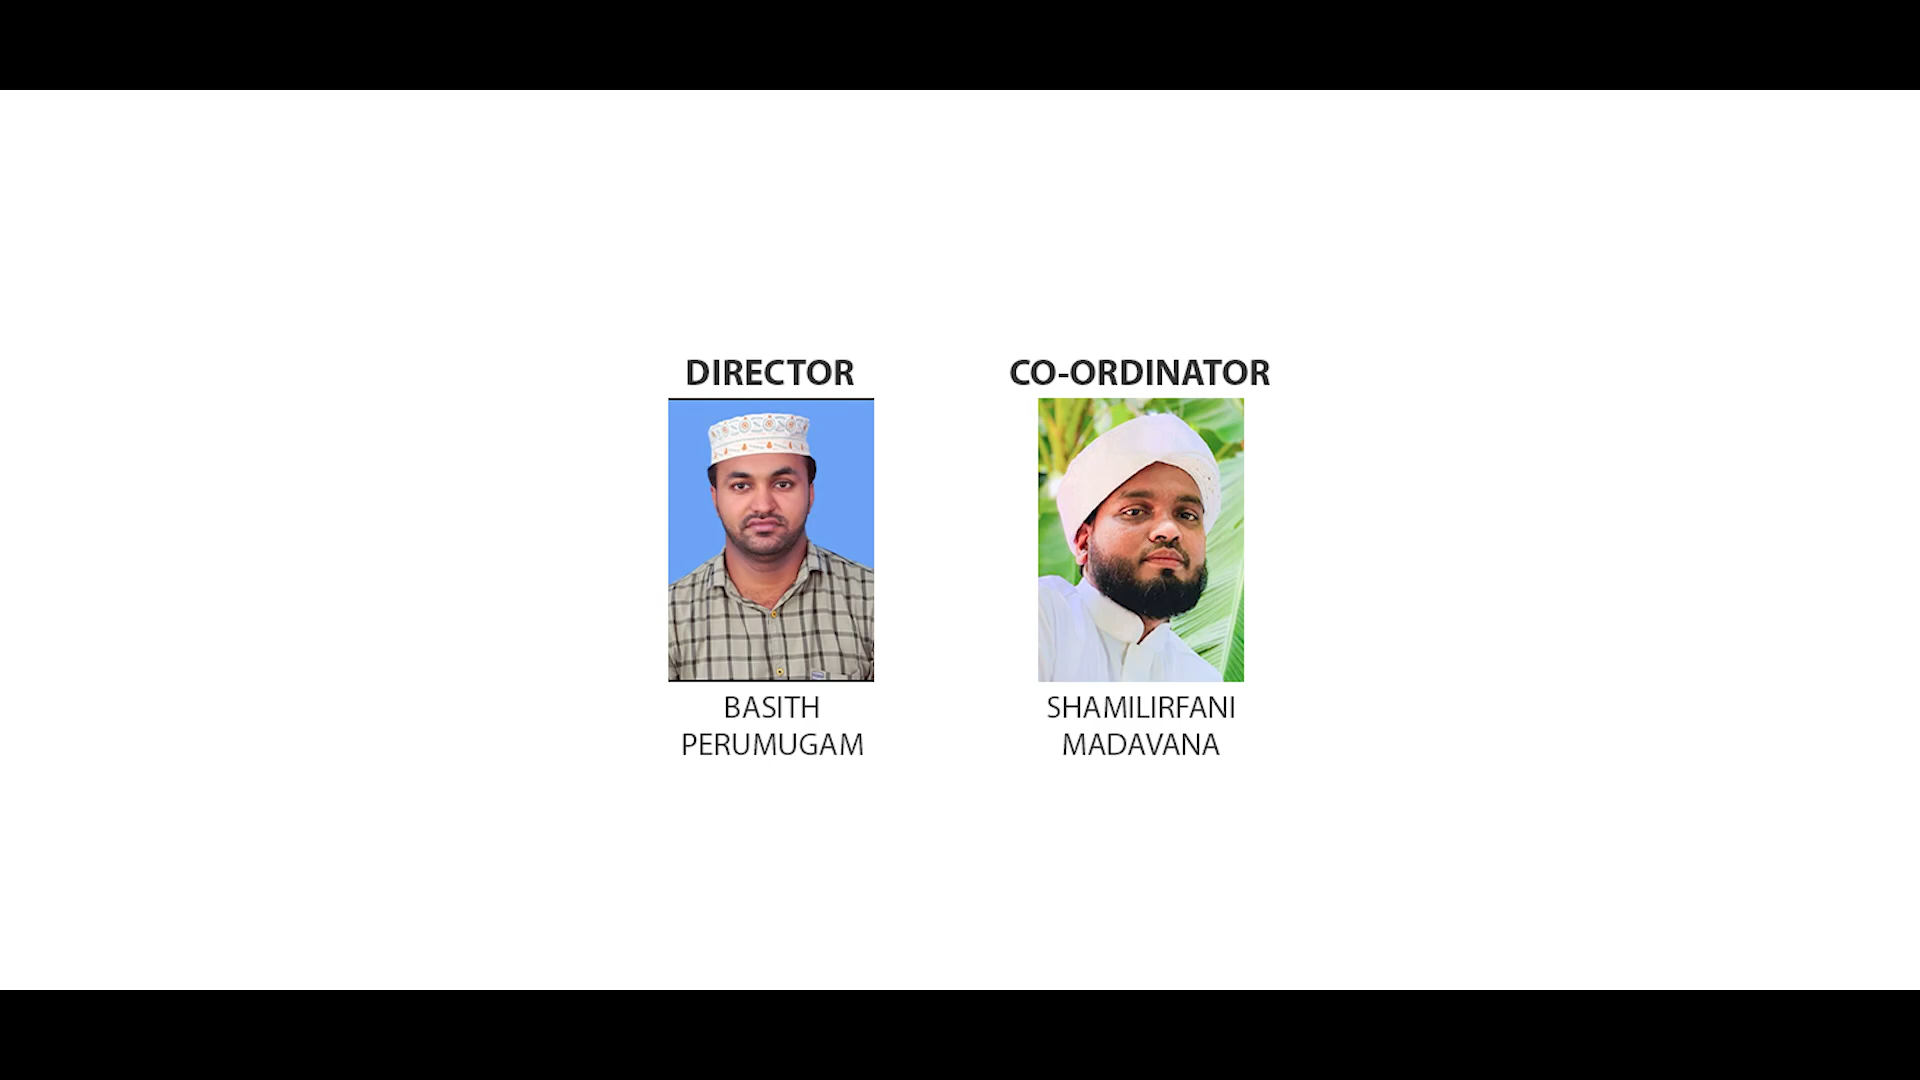 DIRECTOR
BASITH
PERUMUGAM
CO-ORDINATOR
SHAMILIRFANI
MADAVANA